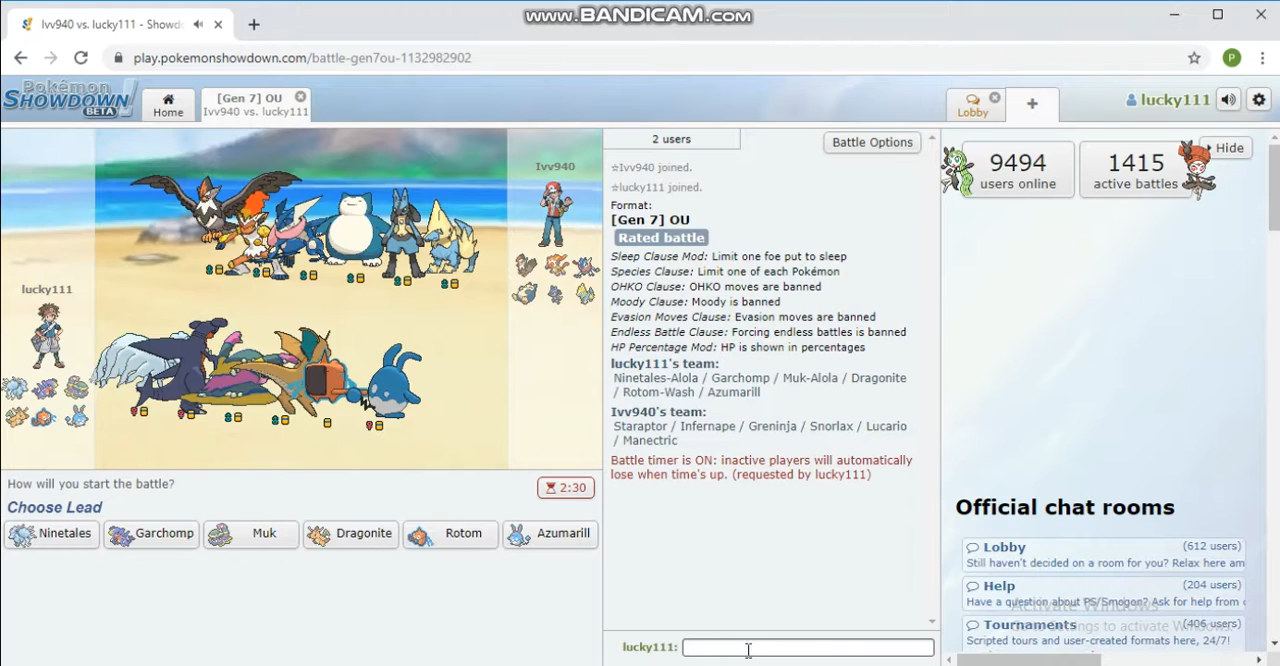 www.BANDICAM.com
Ivv940 vs. lucky111 - Showdo
play.pokemonshowdown.com/battle-gen7ou-1132982902
P
Pokémon
SHOWDOWN
BETA
Home
[Gen 7] OU
Ivv940 vs. lucky111
Lobby
lucky111
Ivv940
lucky111
How will you start the battle?
2:30
Choose Lead
Ninetales
Garchomp
Muk
Dragonite
Rotom
Azumarill
2 users
Battle Options
☆Ivv940 joined.
☆lucky111 joined.
Format:
[Gen 7] OU
Rated battle
Sleep Clause Mod: Limit one foe put to sleep
Species Clause: Limit one of each Pokémon
OHKO Clause: OHKO moves are banned
Moody Clause: Moody is banned
Evasion Moves Clause: Evasion moves are banned
Endless Battle Clause: Forcing endless battles is banned
HP Percentage Mod: HP is shown in percentages
lucky111's team:
Ninetales-Alola / Garchomp / Muk-Alola / Dragonite
/ Rotom-Wash / Azumarill
Ivv940's team:
Staraptor / Infernape / Greninja / Snorlax / Lucario
/ Manectric
Battle timer is ON: inactive players will automatically
lose when time's up. (requested by lucky111)
lucky111:
9494
users online
1415
active battles
Hide
Official chat rooms
Lobby
(612 users)
Still haven't decided on a room for you? Relax here am
Help
(204 users)
Have a question about PS/Smogon? Ask for help from
Activate Windows
Tournaments
(406 users)
Settings to activate Windows.
Scripted tours and user-created formats here, 24/7!